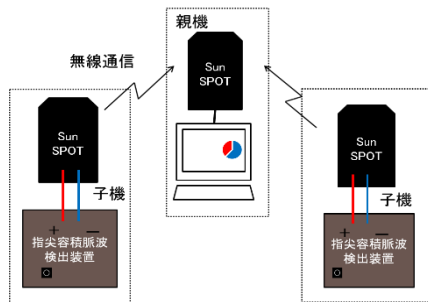 親機
無線通信
Sun
SPOT
Sun
SPOT
子機
+ —
指尖容積脈波
検出装置
Sun
SPOT
子機
+ —
指尖容積脈波
検出装置